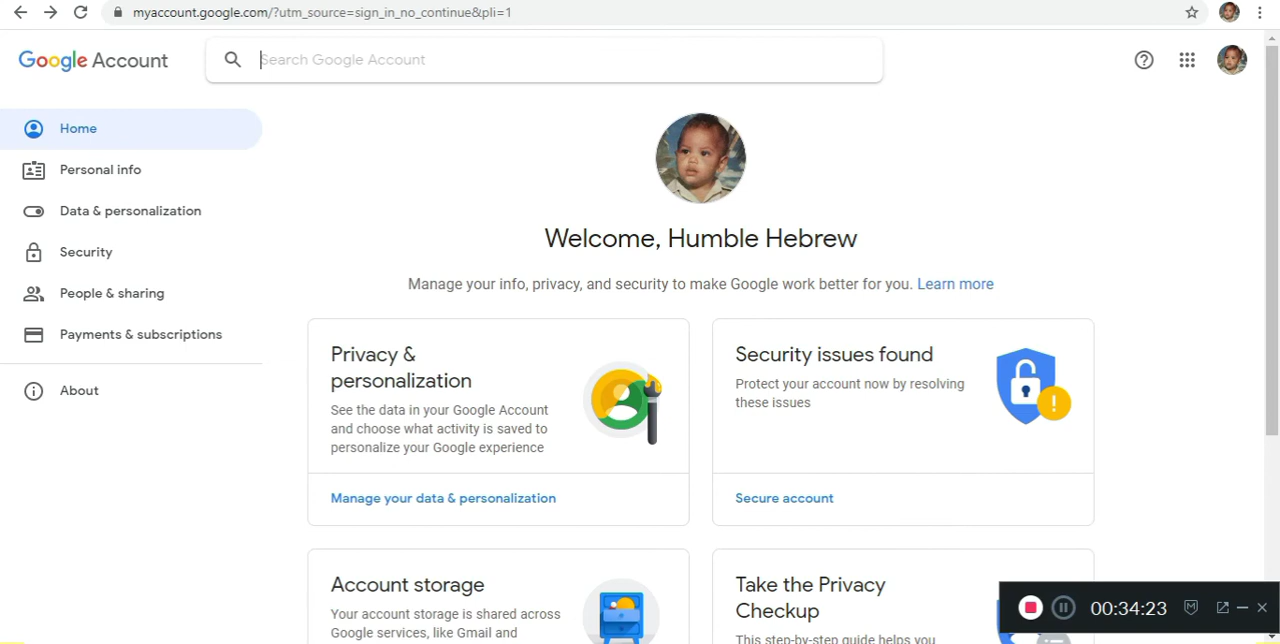 myaccount.google.com/?utm_source=sign_in_no_continue&pli=1
Google Account
Search Google Account
Home
Personal info
Data & personalization
Security
People & sharing
Payments & subscriptions
About
Welcome, Humble Hebrew
Manage your info, privacy, and security to make Google work better for you. Learn more
Privacy &
personalization
See the data in your Google Account
and choose what activity is saved to
personalize your Google experience
Manage your data & personalization
Security issues found
Protect your account now by resolving
these issues
Secure account
Account storage
Your account storage is shared across
Google services, like Gmail and
Take the Privacy
Checkup
This step-by-step guide helps you
00:34:23